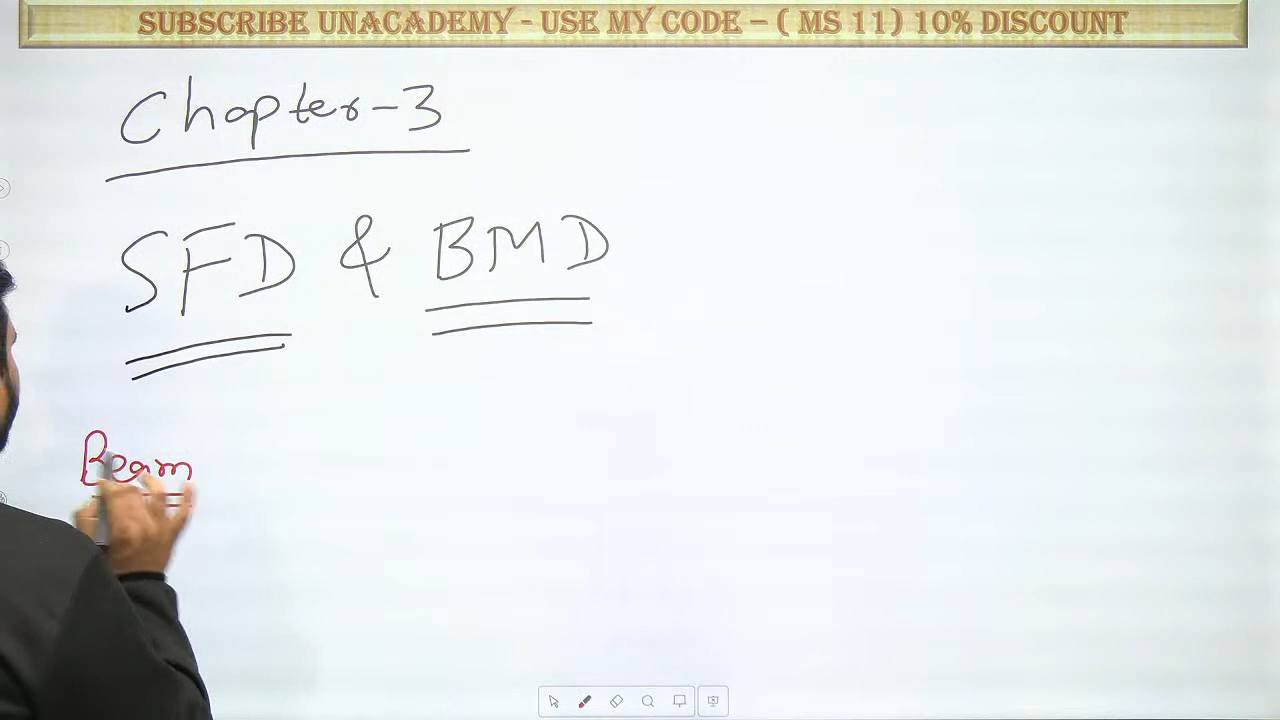 SUBSCRIBE UNACADEMY - USE MY CODE – ( MS 11) 10% DISCOUNT
Chapter-3
SFD & BMD
Beam